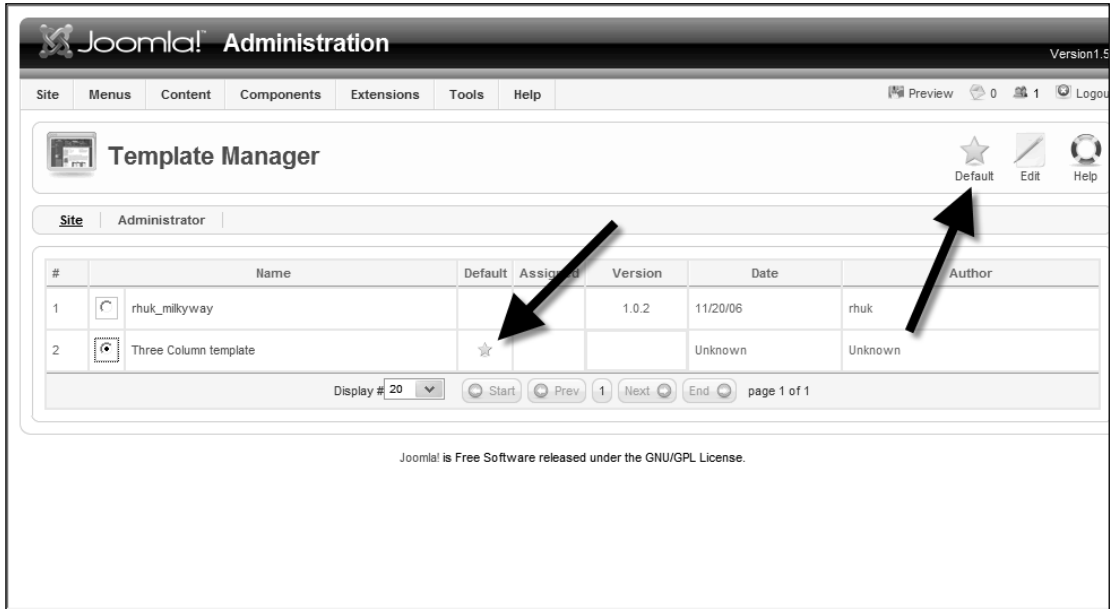 Joomla! Administration
Version1.5
Site Menus Content Components Extensions Tools Help Preview 0 1 Logou
Template Manager
Default Edit Help
Site Administrator
# Name Default Assigned Version Date Author
1 rhuk_milkyway 1.0.2 11/20/06 rhuk
2 Three Column template Unknown Unknown
Display # 20 Start Prev 1 Next End page 1 of 1
Joomla! is Free Software released under the GNU/GPL License.